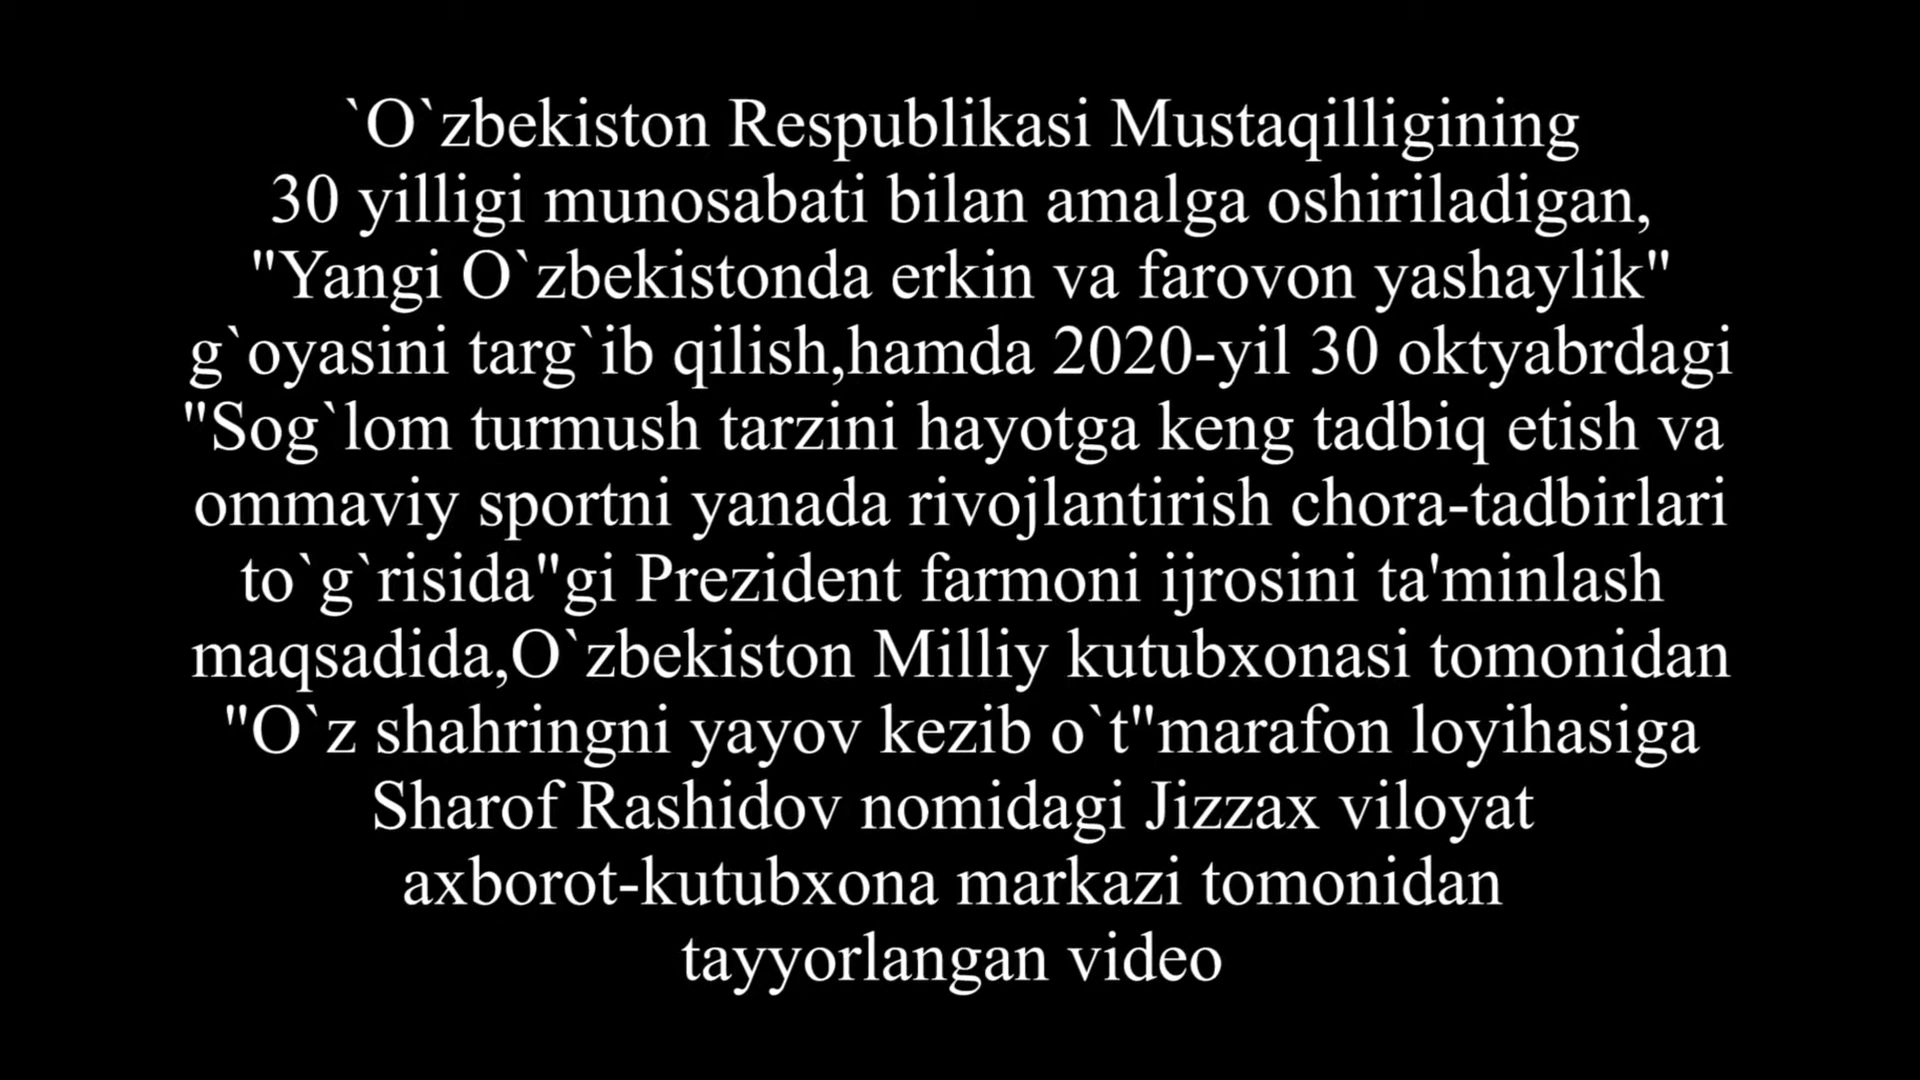 `O`zbekiston Respublikasi Mustaqilligining
30 yilligi munosabati bilan amalga oshiriladigan,
"Yangi O`zbekistonda erkin va farovon yashaylik"
g`oyasini targ`ib qilish,hamda 2020-yil 30 oktyabrdagi
"Sog`lom turmush tarzini hayotga keng tadbiq etish va
ommaviy sportni yanada rivojlantirish chora-tadbirlari
to`g`risida"gi Prezident farmoni ijrosini ta'minlash
maqsadida,O`zbekiston Milliy kutubxonasi tomonidan
"O`z shahringni yayov kezib o`t"marafon loyihasiga
Sharof Rashidov nomidagi Jizzax viloyat
axborot-kutubxona markazi tomonidan
tayyorlangan video